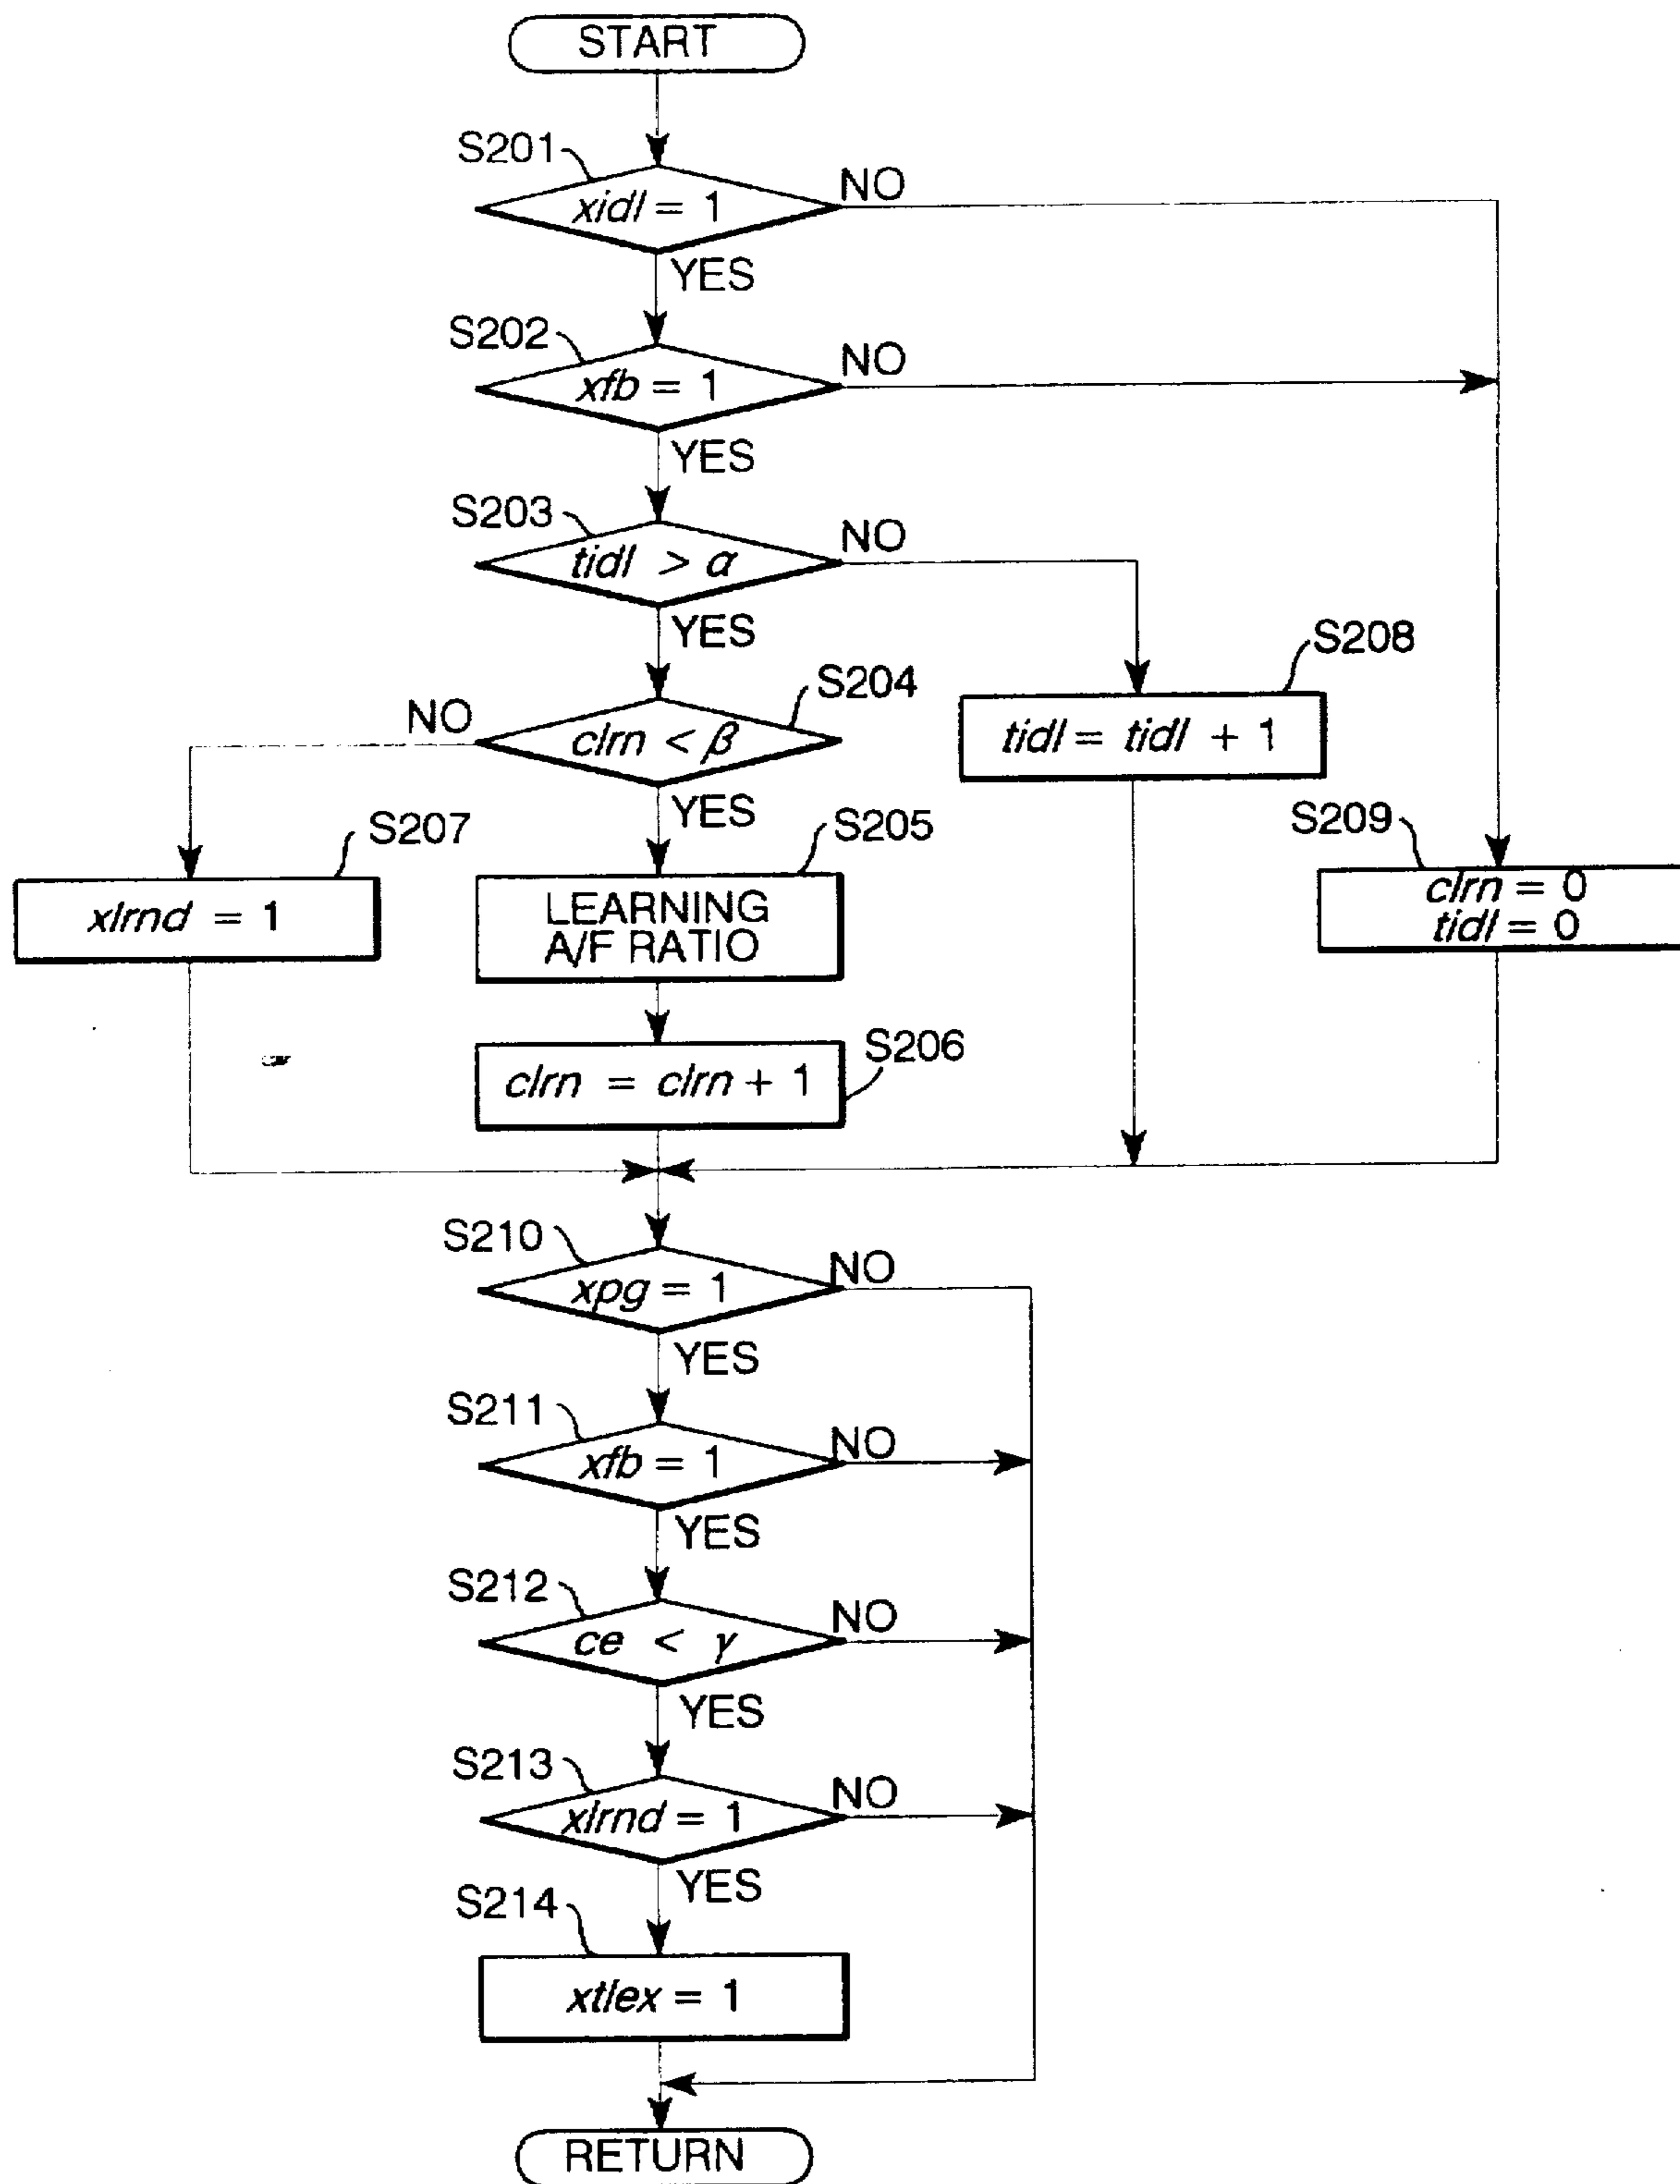 START
S201
xidl = 1
NO
YES
S202
xfb = 1
NO
YES
S203
tidl > α
NO
YES
S204
clrn < β
NO
YES
S208
tidl = tidl + 1
S207
xlrnd = 1
S205
LEARNING
A/F RATIO
S209
clrn = 0
tidl = 0
S206
clrn = clrn + 1
S210
xpg = 1
NO
YES
S211
xfb = 1
NO
YES
S212
ce < γ
NO
YES
S213
xlrnd = 1
NO
YES
S214
xtlex = 1
RETURN